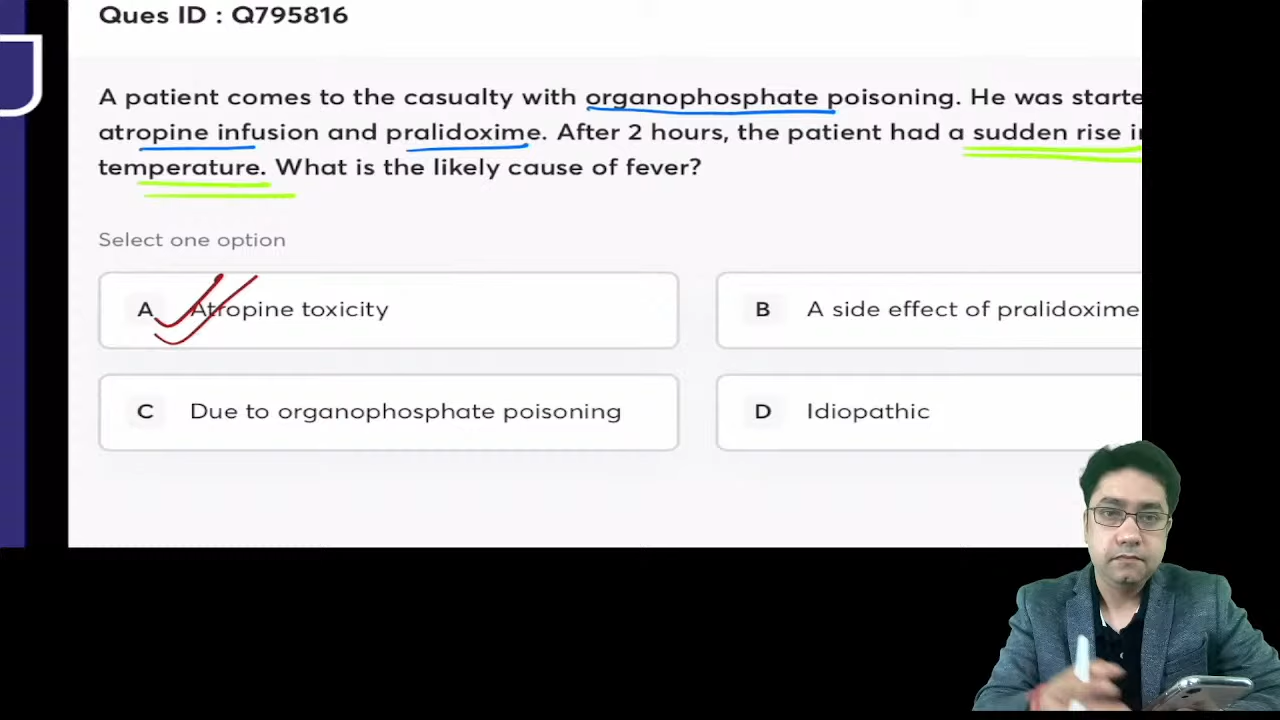 Ques ID : Q795816
A patient comes to the casualty with organophosphate poisoning. He was starte
atropine infusion and pralidoxime. After 2 hours, the patient had a sudden rise i
temperature. What is the likely cause of fever?
Select one option
A Atropine toxicity
B A side effect of pralidoxime
C Due to organophosphate poisoning
D Idiopathic